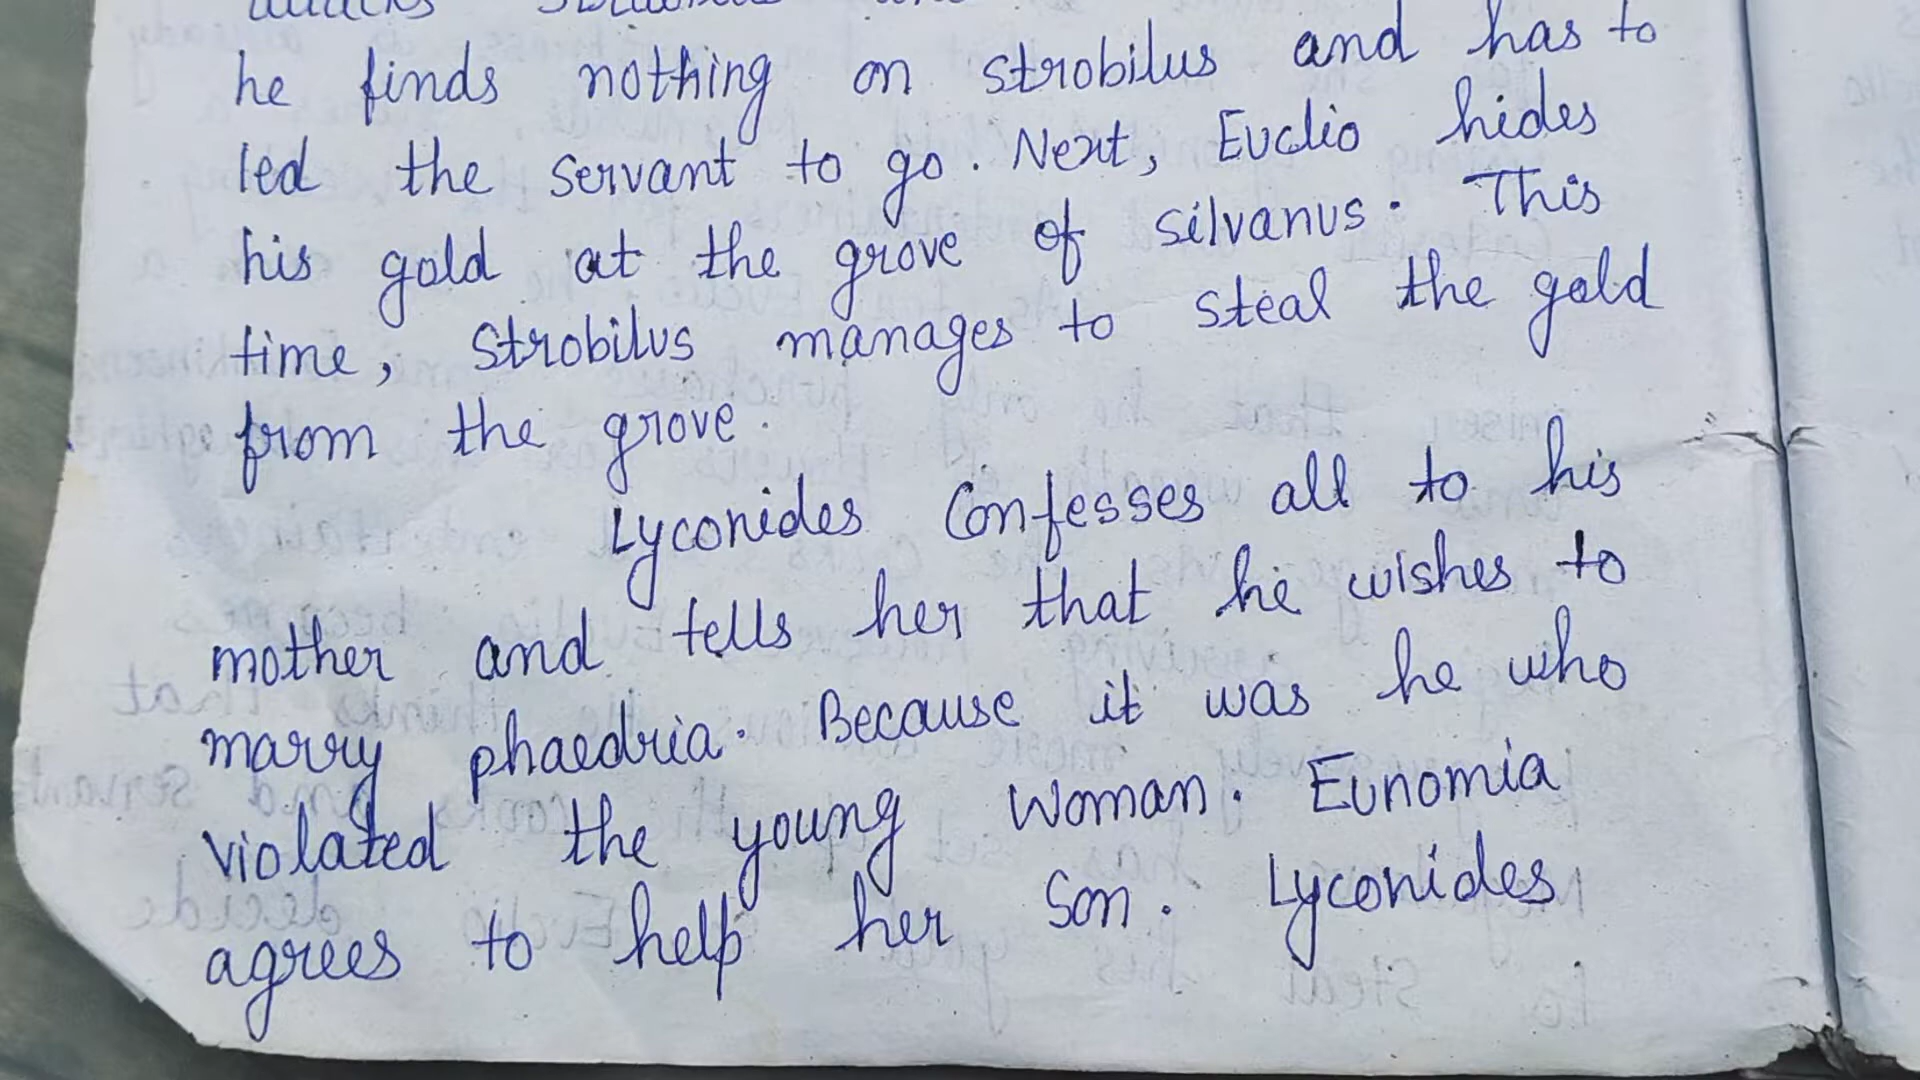 he finds nothing on strobilus and has to
led the servant to go. Next, Euclio hides
his gold at the grove of silvanus. This
time, Strobilus manages to steal the gold
from the grove.
Lyconides Confesses all to his
mother and tells her that he wishes to
marry phaedria. Because it was he who
violated the young woman. Eunomia
agrees to help her son. Lyconides